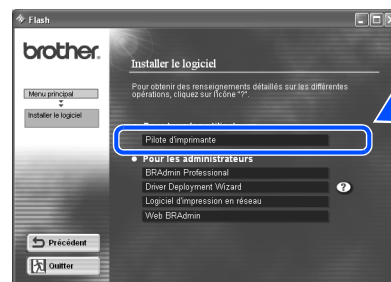 Flash
brother.
Installer le logiciel
Pour obtenir des renseignements détaillés sur les différentes
opérations, cliquez sur l'icône "?".
Menu principal
Installer le logiciel
Pilote d'imprimante
Pour les administrateurs
BRAdmin Professional
Driver Deployment Wizard
?
Logiciel d'impression en réseau
Web BRAdmin
Précédent
Quitter